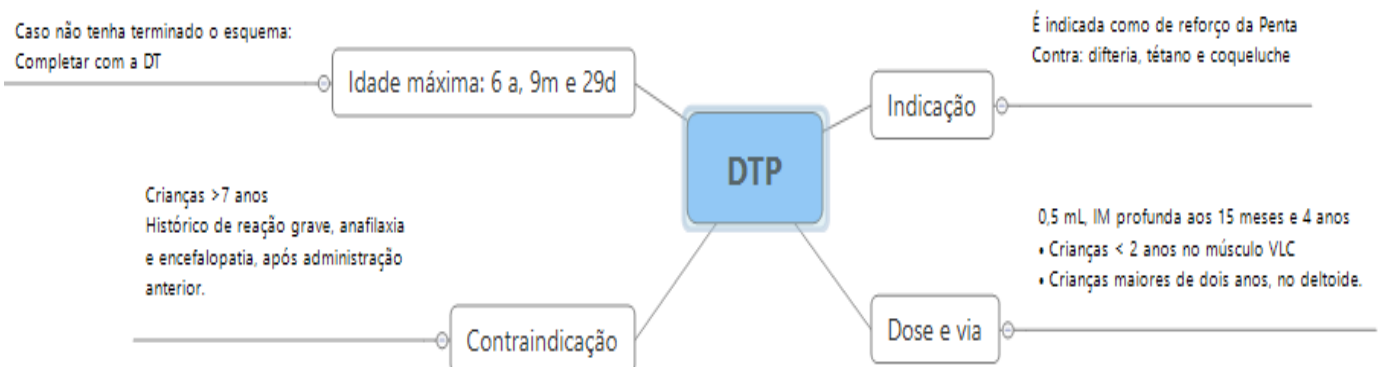 Caso não tenha terminado o esquema:
Completar com a DT
Idade máxima: 6 a, 9m e 29d
É indicada como de reforço da Penta
Contra: difteria, tétano e coqueluche
Indicação
DTP
Crianças >7 anos
Histórico de reação grave, anafilaxia
e encefalopatia, após administração
anterior.
Contraindicação
0,5 mL, IM profunda aos 15 meses e 4 anos
• Crianças < 2 anos no músculo VLC
• Crianças maiores de dois anos, no deltoide.
Dose e via